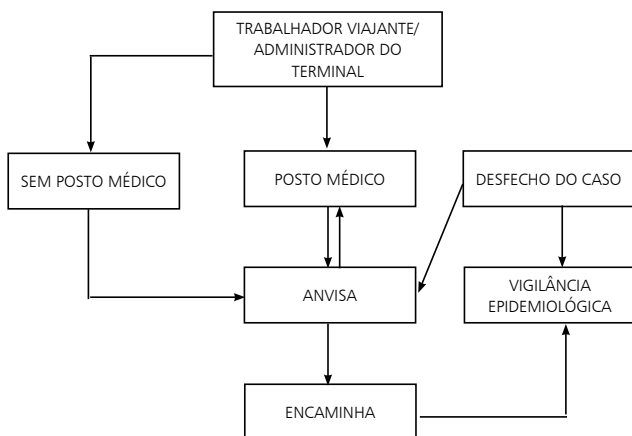 TRABALHADOR VIAJANTE/
ADMINISTRADOR DO
TERMINAL
SEM POSTO MÉDICO
POSTO MÉDICO
DESFECHO DO CASO
ANVISA
VIGILÂNCIA
EPIDEMIOLÓGICA
ENCAMINHA